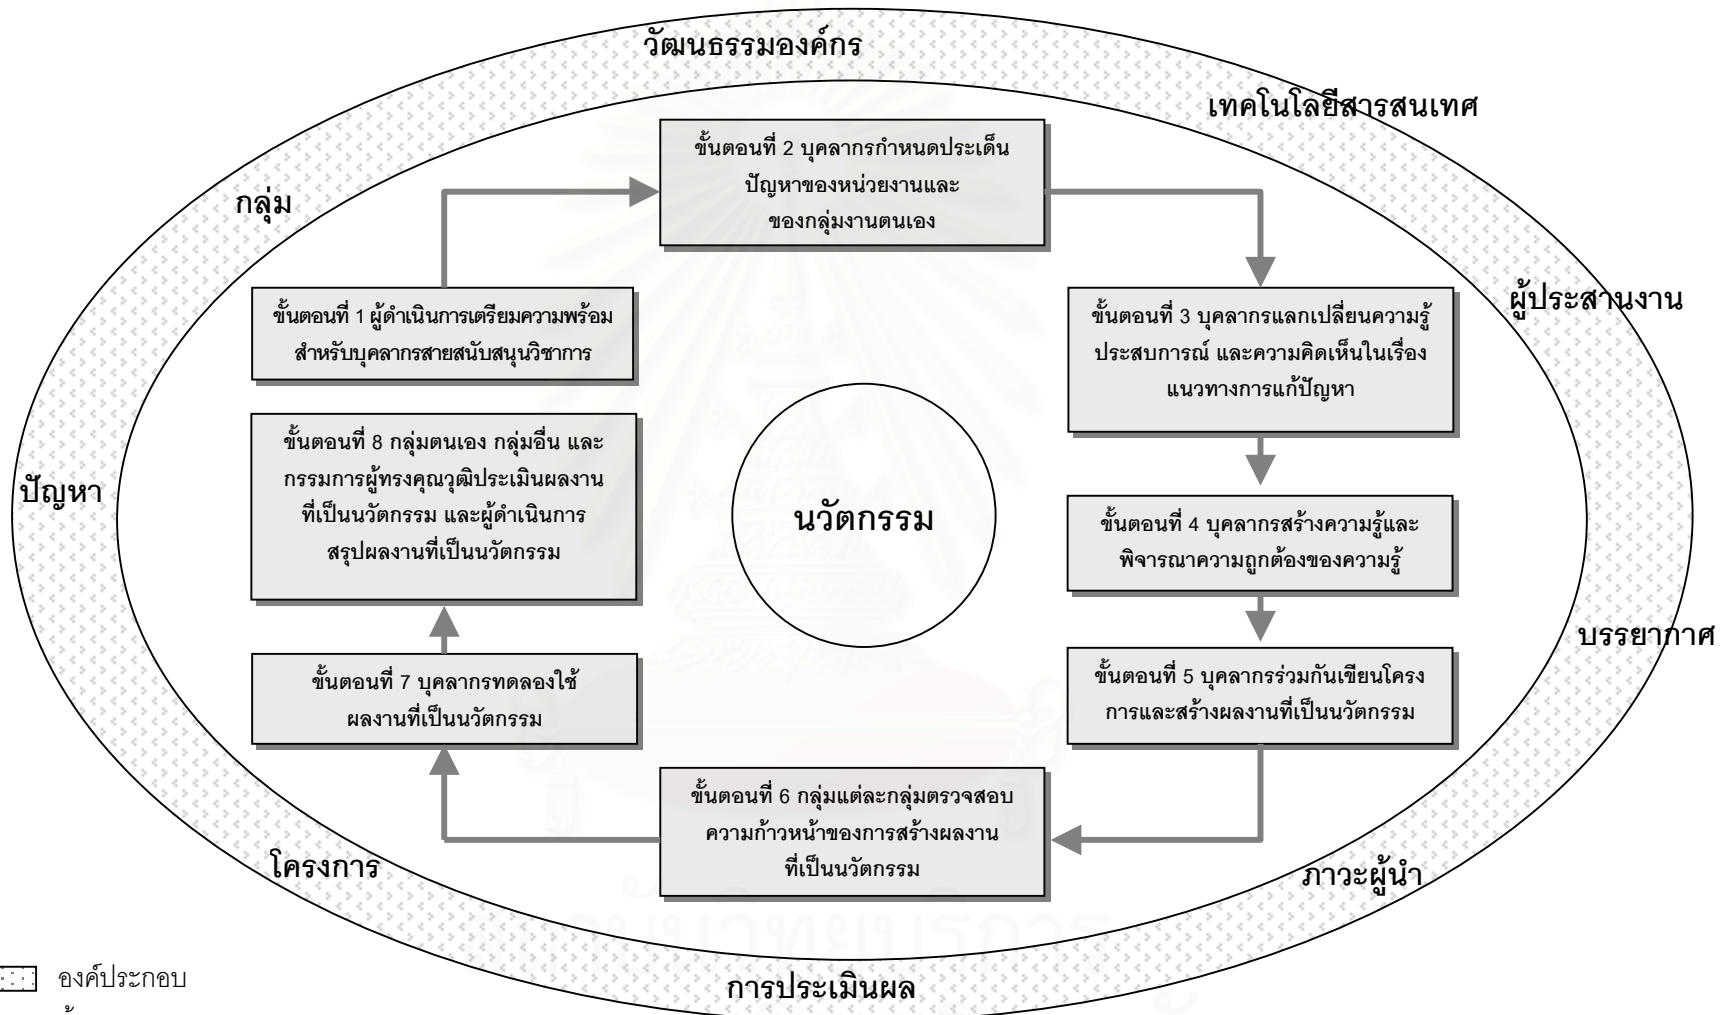 วัฒนธรรมองค์กร
เทคโนโลยีสารสนเทศ
กลุ่ม
ผู้ประสานงาน
ปัญหา
บรรยากาศ
โครงการ
ภาวะผู้นำ
การประเมินผล
ขั้นตอนที่ 1 ผู้ดำเนินการเตรียมความพร้อม
สำหรับบุคลากรสายสนับสนุนวิชาการ
ขั้นตอนที่ 2 บุคลากรกำหนดประเด็น
ปัญหาของหน่วยงานและ
ของกลุ่มงานตนเอง
ขั้นตอนที่ 3 บุคลากรแลกเปลี่ยนความรู้
ประสบการณ์ และความคิดเห็นในเรื่อง
แนวทางการแก้ปัญหา
ขั้นตอนที่ 4 บุคลากรสร้างความรู้และ
พิจารณาความถูกต้องของความรู้
ขั้นตอนที่ 5 บุคลากรร่วมกันเขียนโครง
การและสร้างผลงานที่เป็นนวัตกรรม
ขั้นตอนที่ 6 กลุ่มแต่ละกลุ่มตรวจสอบ
ความก้าวหน้าของการสร้างผลงาน
ที่เป็นนวัตกรรม
ขั้นตอนที่ 7 บุคลากรทดลองใช้
ผลงานที่เป็นนวัตกรรม
ขั้นตอนที่ 8 กลุ่มตนเอง กลุ่มอื่น และ
กรรมการผู้ทรงคุณวุฒิประเมินผลงาน
ที่เป็นนวัตกรรม และผู้ดำเนินการ
สรุปผลงานที่เป็นนวัตกรรม
นวัตกรรม
องค์ประกอบ
สถาบันวิทยบริการ